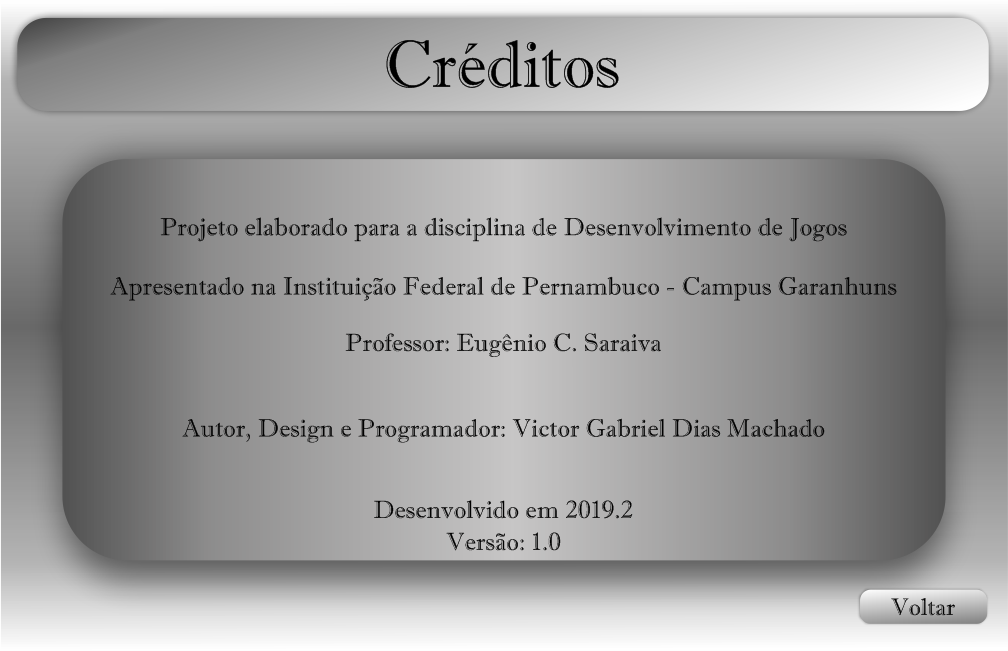 Créditos
Projeto elaborado para a disciplina de Desenvolvimento de Jogos
Apresentado na Instituição Federal de Pernambuco - Campus Garanhuns
Professor: Eugênio C. Saraiva
Autor, Design e Programador: Victor Gabriel Dias Machado
Desenvolvido em 2019.2
Versão: 1.0
Voltar